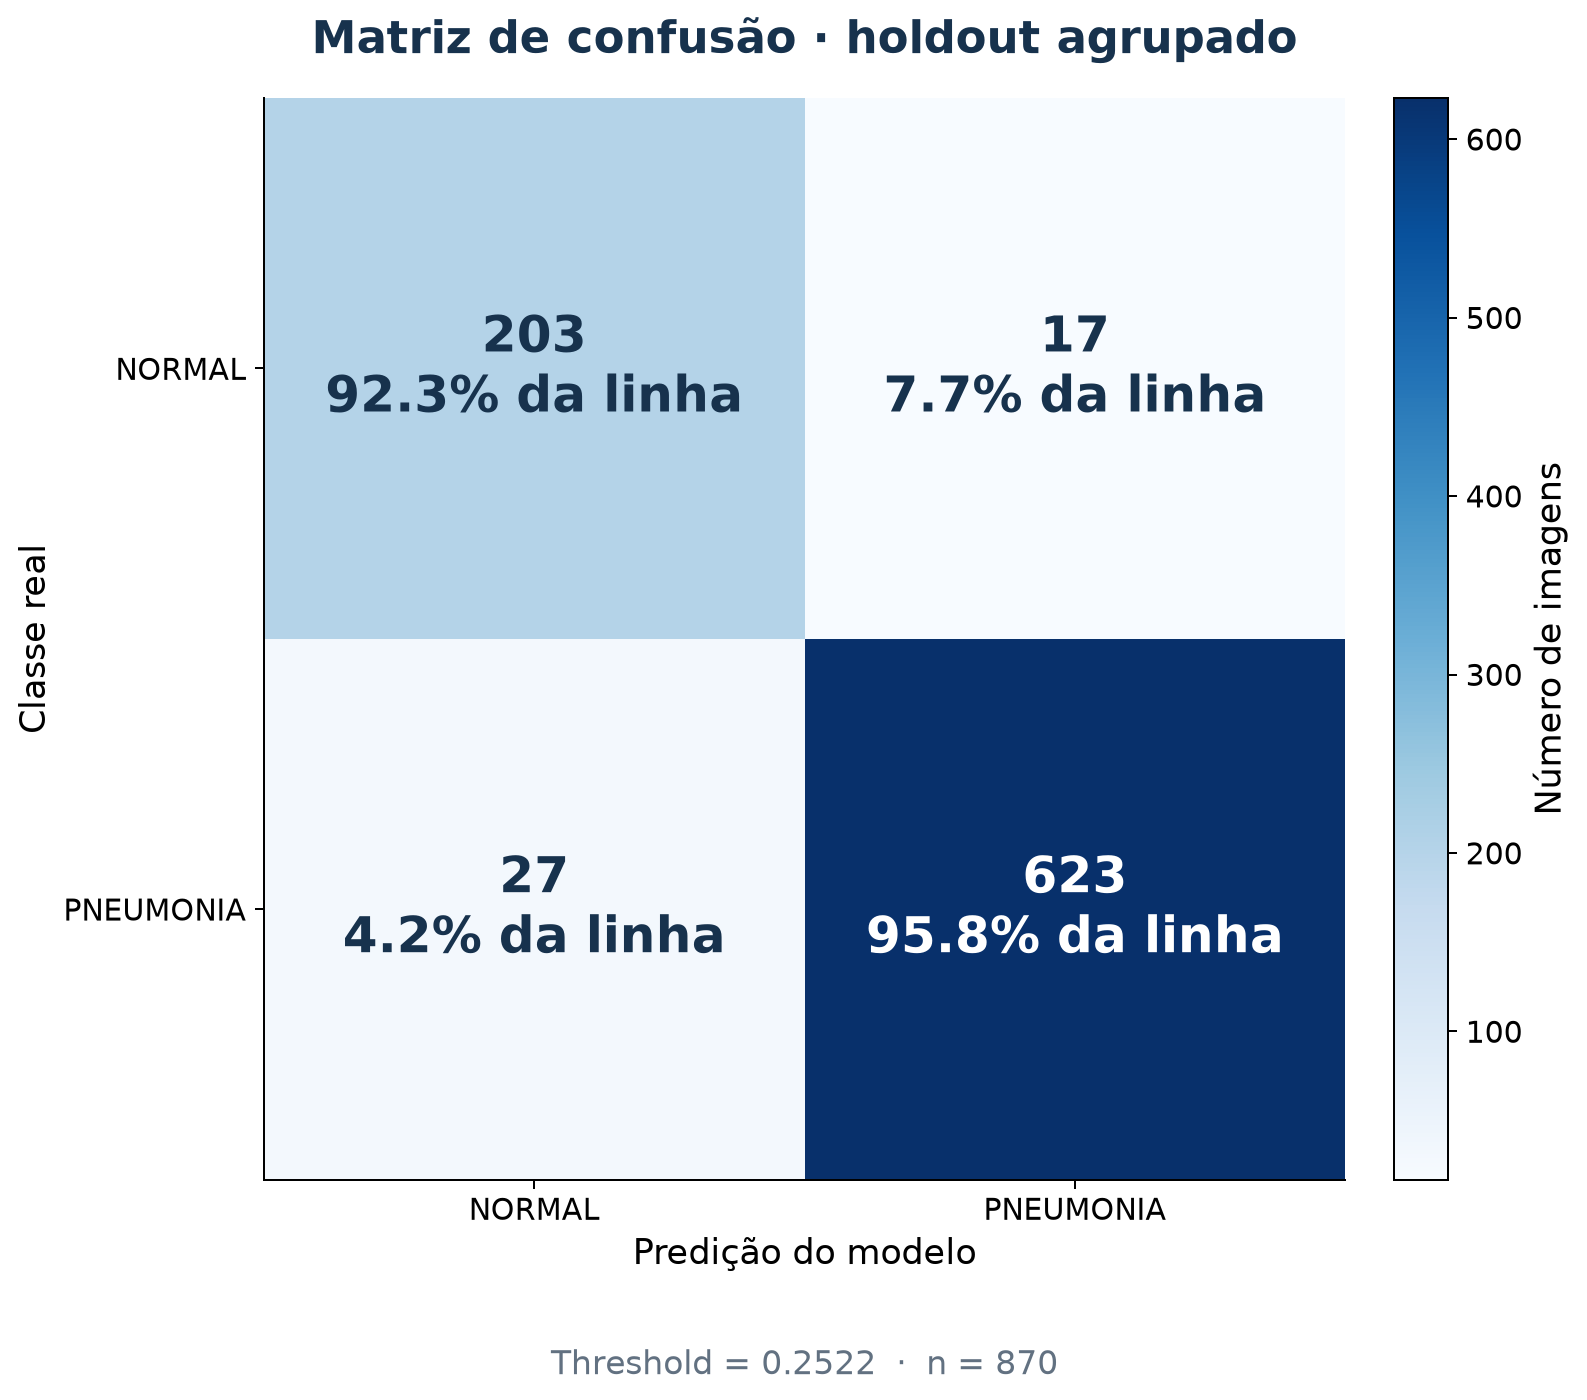 Matriz de confusão · holdout agrupado
203
92.3% da linha
17
7.7% da linha
27
4.2% da linha
623
95.8% da linha
Classe real
NORMAL
PNEUMONIA
NORMAL
PNEUMONIA
Predição do modelo
600
500
400
300
200
100
Número de imagens
Threshold = 0.2522 · n = 870